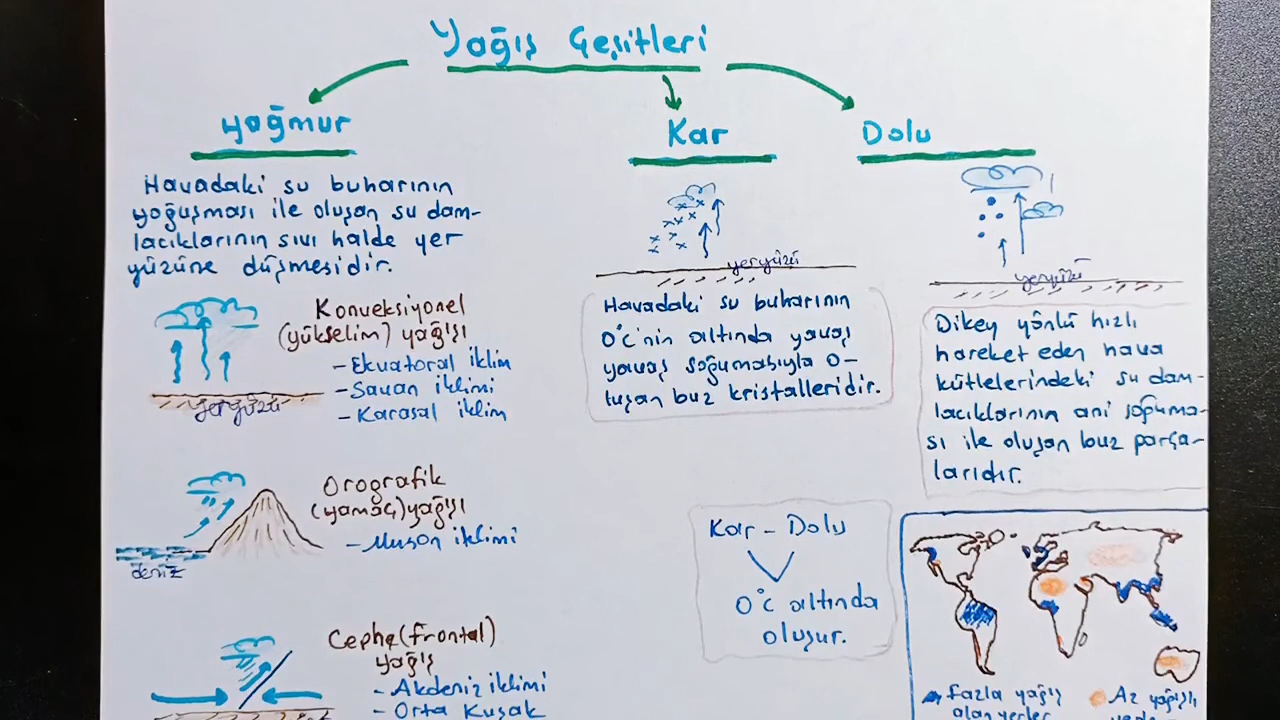 Yağış Çeşitleri
Yağmur
Havadaki su buharının
yoğuşması ile oluşan su dam-
lacıklarının sıvı halde yer
yüzüne düşmesidir.
Konveksiyonel
(yükselim) yağışı
- Ekvatoral iklim
- Savan iklimi
- Karasal iklim
yeryüzü
Orografik
(yamaç) yağışı
- Muson iklimi
deniz
Cephe (frontal)
yağış
- Akdeniz iklimi
- Orta Kuşak
Kar
yeryüzü
Havadaki su buharının
0°c'nin altında yavaş
yavaş soğumasıyla o-
luşan buz kristalleridir.
Kar - Dolu
0°c altında
oluşur.
Dolu
yeryüzü
Dikey yönlü hızlı
hareket eden hava
kütlelerindeki su dam-
lacıklarının ani soğuma-
sı ile oluşan buz parça-
larıdır.
Fazla yağış
alan yerler
Az yağışlı